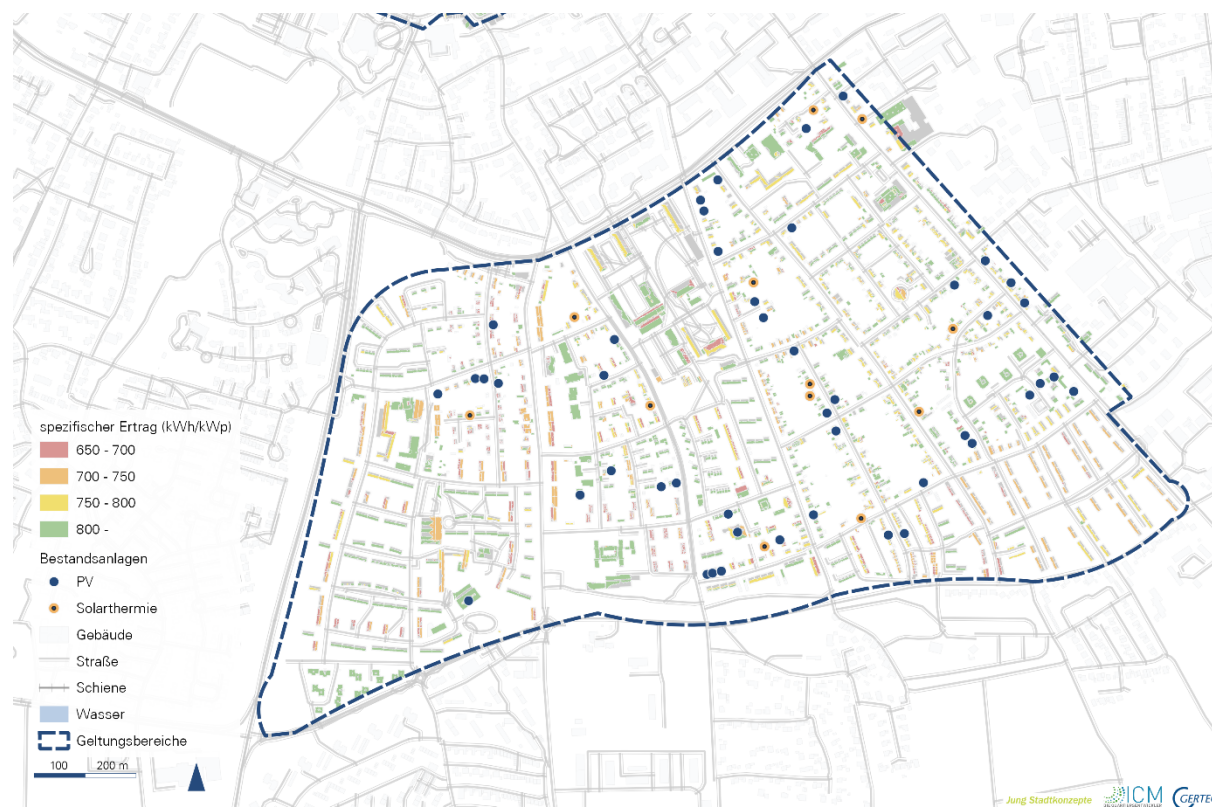 spezifischer Ertrag (kWh/kWp)
650 - 700
700 - 750
750 - 800
800 -
Bestandsanlagen
PV
Solarthermie
Gebäude
Straße
Schiene
Wasser
Geltungsbereiche
100 200 m
Jung Stadtkonzepte ICM GERTEC